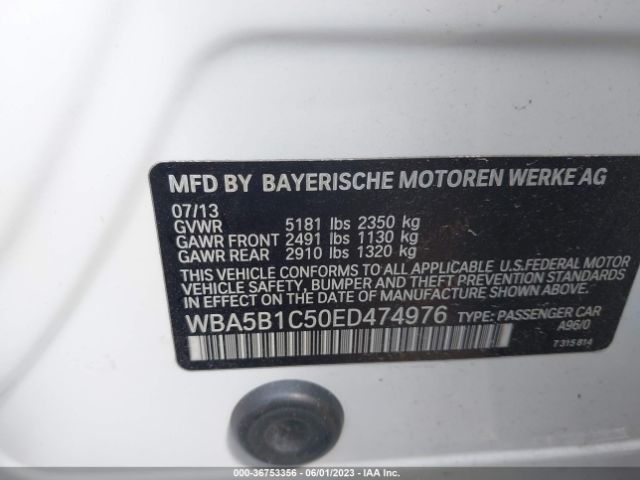 MFD BY BAYERISCHE MOTOREN WERKE AG
07/13
GVWR 5181 lbs 2350 kg
GAWR FRONT 2491 lbs 1130 kg
GAWR REAR 2910 lbs 1320 kg
THIS VEHICLE CONFORMS TO ALL APPLICABLE U.S.FEDERAL MOTOR
VEHICLE SAFETY, BUMPER, AND THEFT PREVENTION STANDARDS
IN EFFECT ON THE DATE OF MANUFACTURE SHOWN ABOVE.
WBA5B1C50ED474976 TYPE: PASSENGER CAR
A96/0
7315814
000-36753356 - 06/01/2023 - IAA Inc.